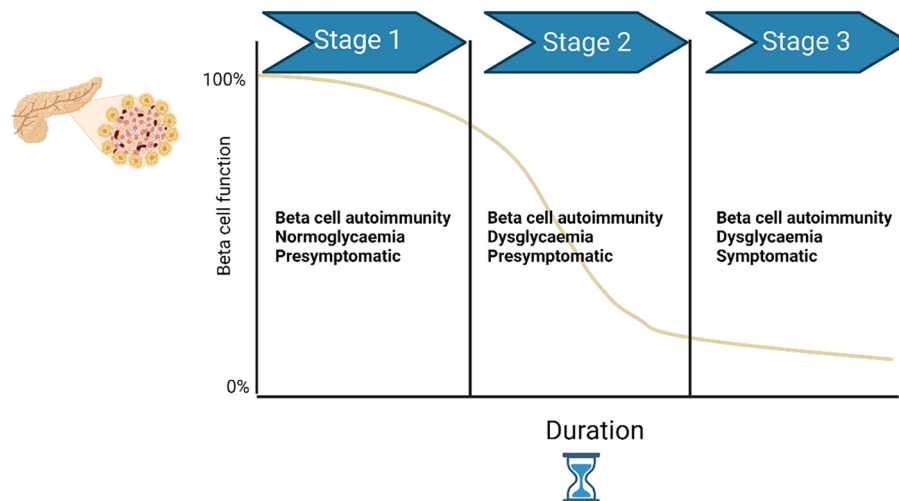 Stage 1
Stage 2
Stage 3
100%
Beta cell function
Beta cell autoimmunity
Normoglycaemia
Presymptomatic
Beta cell autoimmunity
Dysglycaemia
Presymptomatic
Beta cell autoimmunity
Dysglycaemia
Symptomatic
0%
Duration